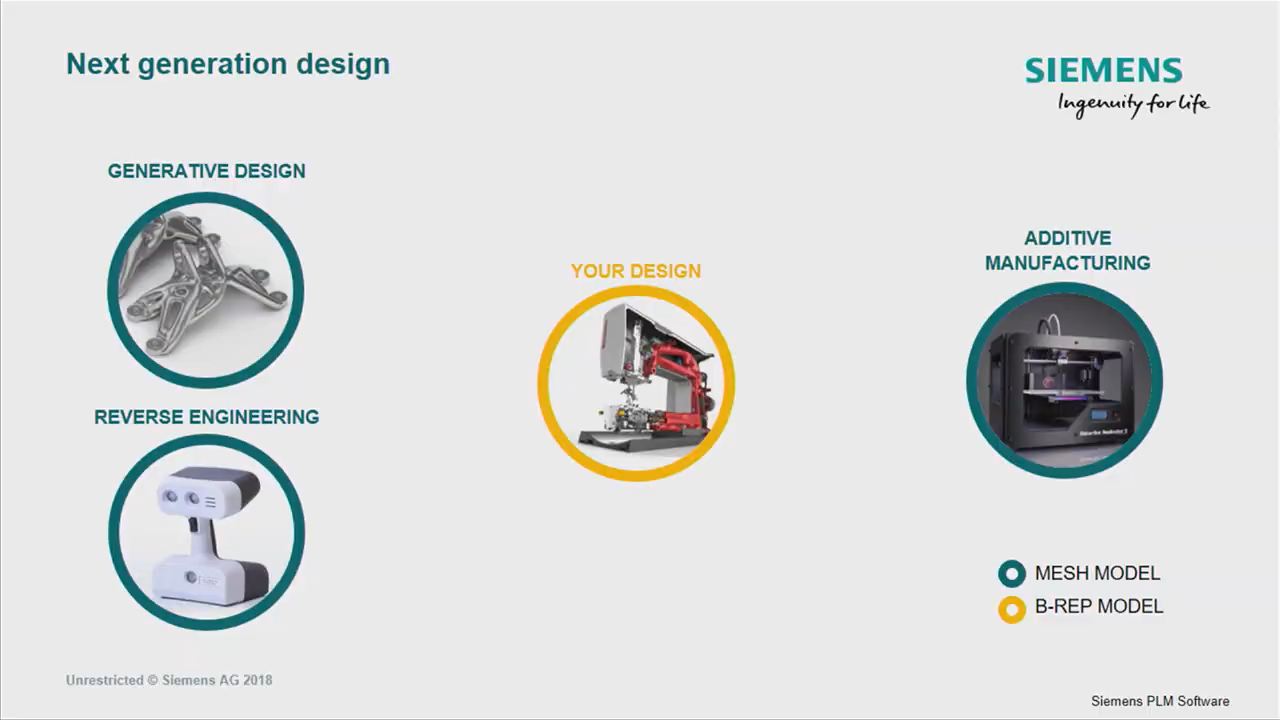 Next generation design
SIEMENS
Ingenuity for life
GENERATIVE DESIGN
REVERSE ENGINEERING
YOUR DESIGN
ADDITIVE
MANUFACTURING
MESH MODEL
B-REP MODEL
Unrestricted © Siemens AG 2018
Siemens PLM Software